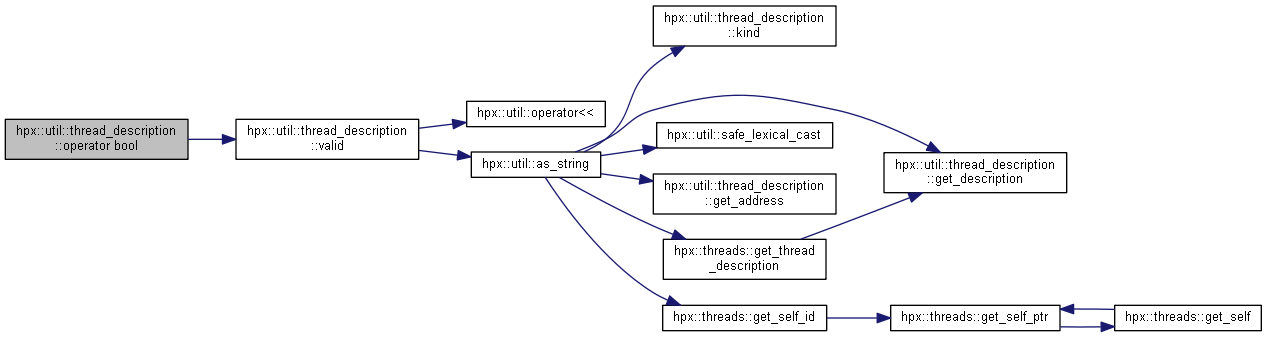 hpx::util::thread_description
::operator bool
hpx::util::thread_description
::valid
hpx::util::operator<<
hpx::util::as_string
hpx::util::thread_description
::kind
hpx::util::safe_lexical_cast
hpx::util::thread_description
::get_address
hpx::threads::get_thread
_description
hpx::threads::get_self_id
hpx::util::thread_description
::get_description
hpx::threads::get_self_ptr
hpx::threads::get_self